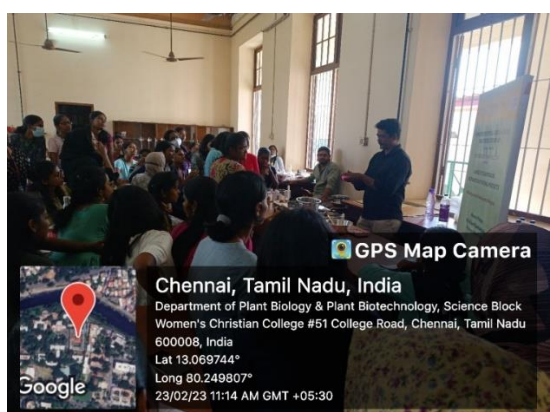 GPS Map Camera
Chennai, Tamil Nadu, India
Department of Plant Biology & Plant Biotechnology, Science Block
Women's Christian College #51 College Road, Chennai, Tamil Nadu
600008, India
Lat 13.069744°
Long 80.249807°
23/02/23 11:14 AM GMT +05:30
Google